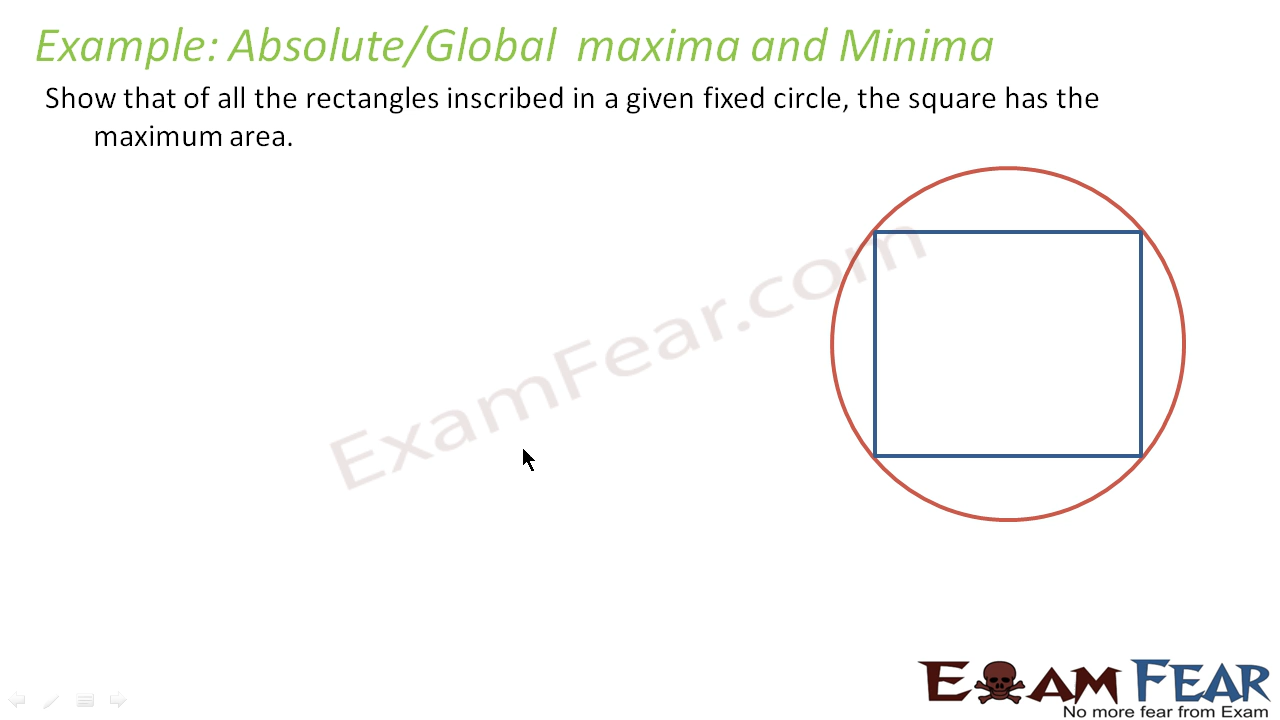 Example: Absolute/Global maxima and Minima
Show that of all the rectangles inscribed in a given fixed circle, the square has the
maximum area.
ExamFear.com
EXAM FEAR
No more fear from Exam